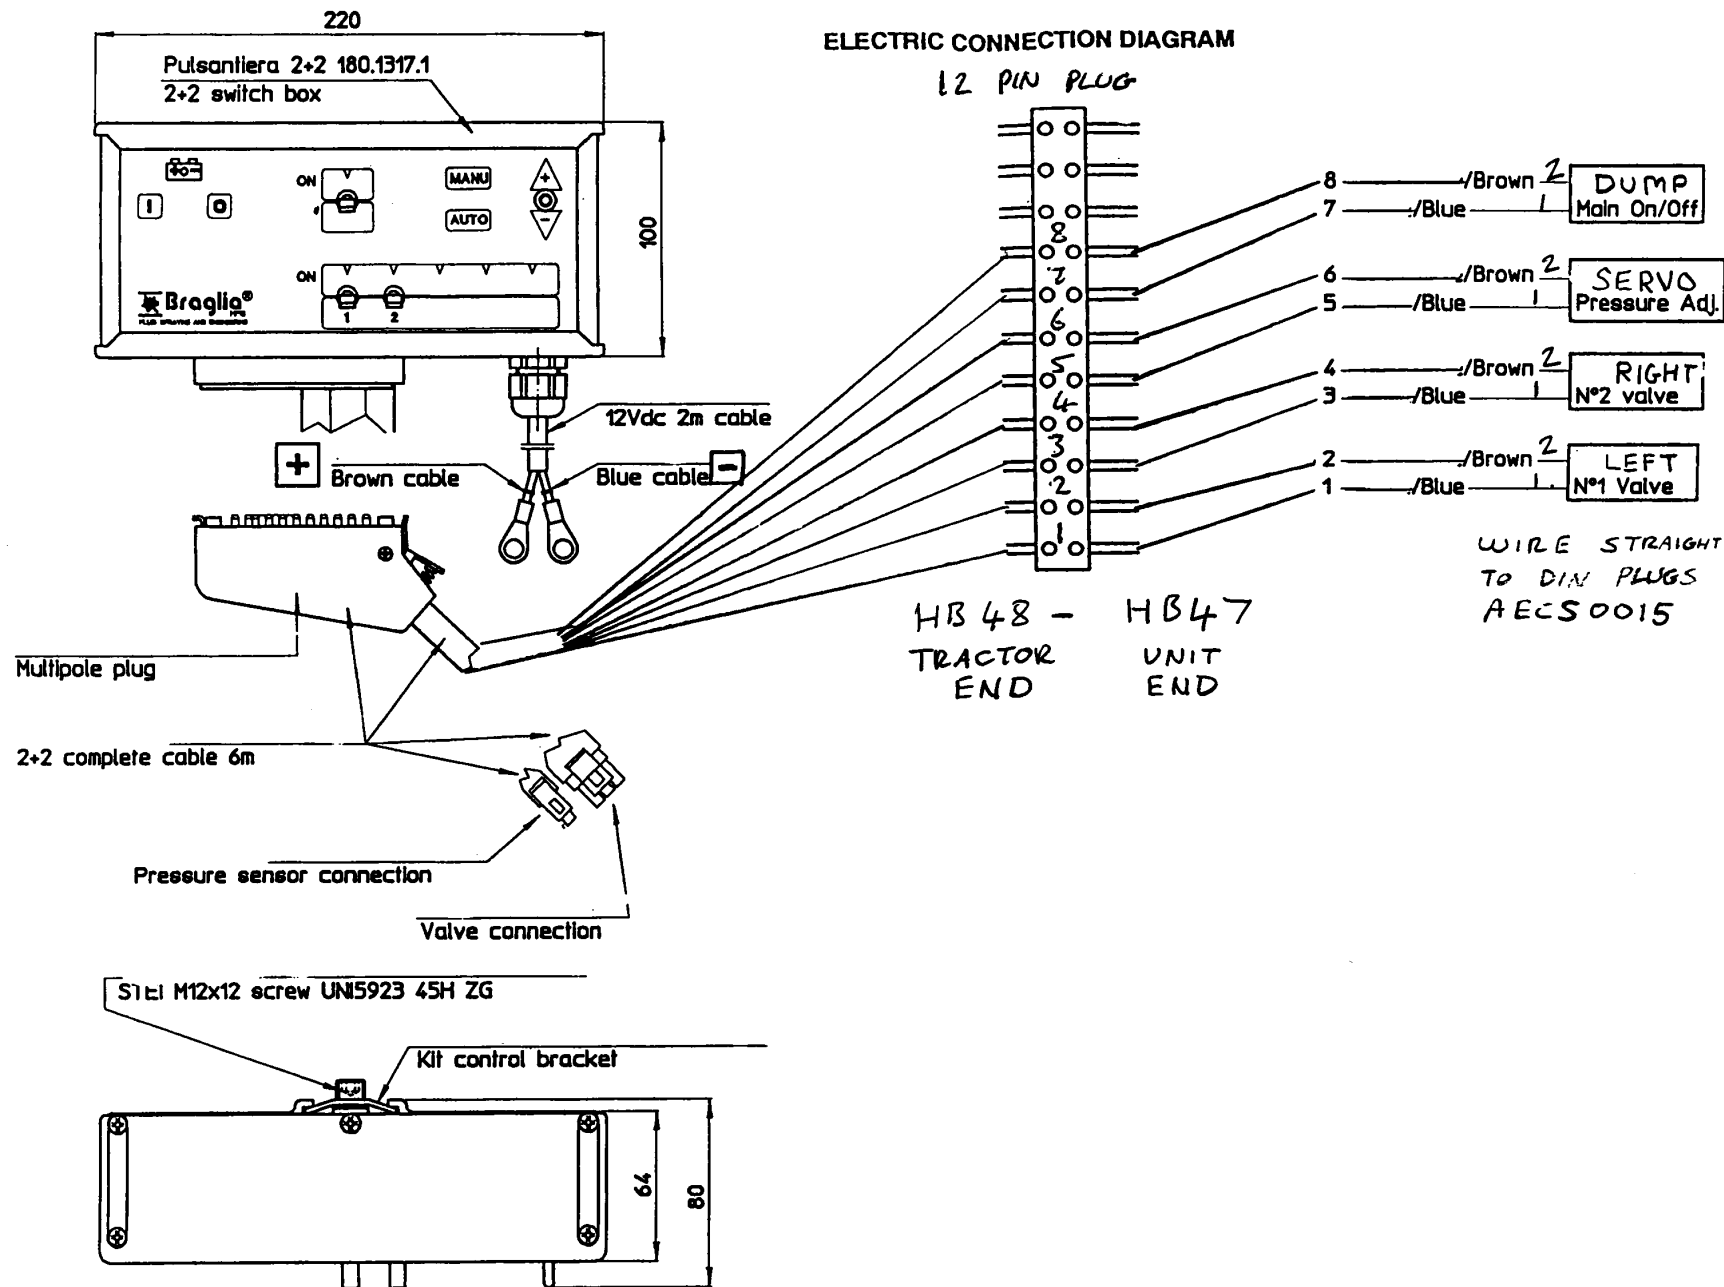 220
Pulsantiera 2+2 180.1317.1
2+2 switch box
ELECTRIC CONNECTION DIAGRAM
12 PIN PLUG
ON
MANU
+
I
O
AUTO
-
100
ON
Braglia®
1 2
12Vdc 2m cable
+
Brown cable
Blue cable
-
8
7
6
5
4
3
2
1
8 /Brown 2
DUMP
7 /Blue 1
Main On/Off
6 /Brown 2
SERVO
5 /Blue 1
Pressure Adj.
4 /Brown 2
RIGHT
3 /Blue 1
N°2 valve
2 /Brown 2
LEFT
1 /Blue 1
N°1 Valve
WIRE STRAIGHT
TO DIN PLUGS
AECS0015
HB48 - HB47
TRACTOR UNIT
END END
Multipole plug
2+2 complete cable 6m
Pressure sensor connection
Valve connection
M12x12 screw UNI5923 45H ZG
Kit control bracket
64
80